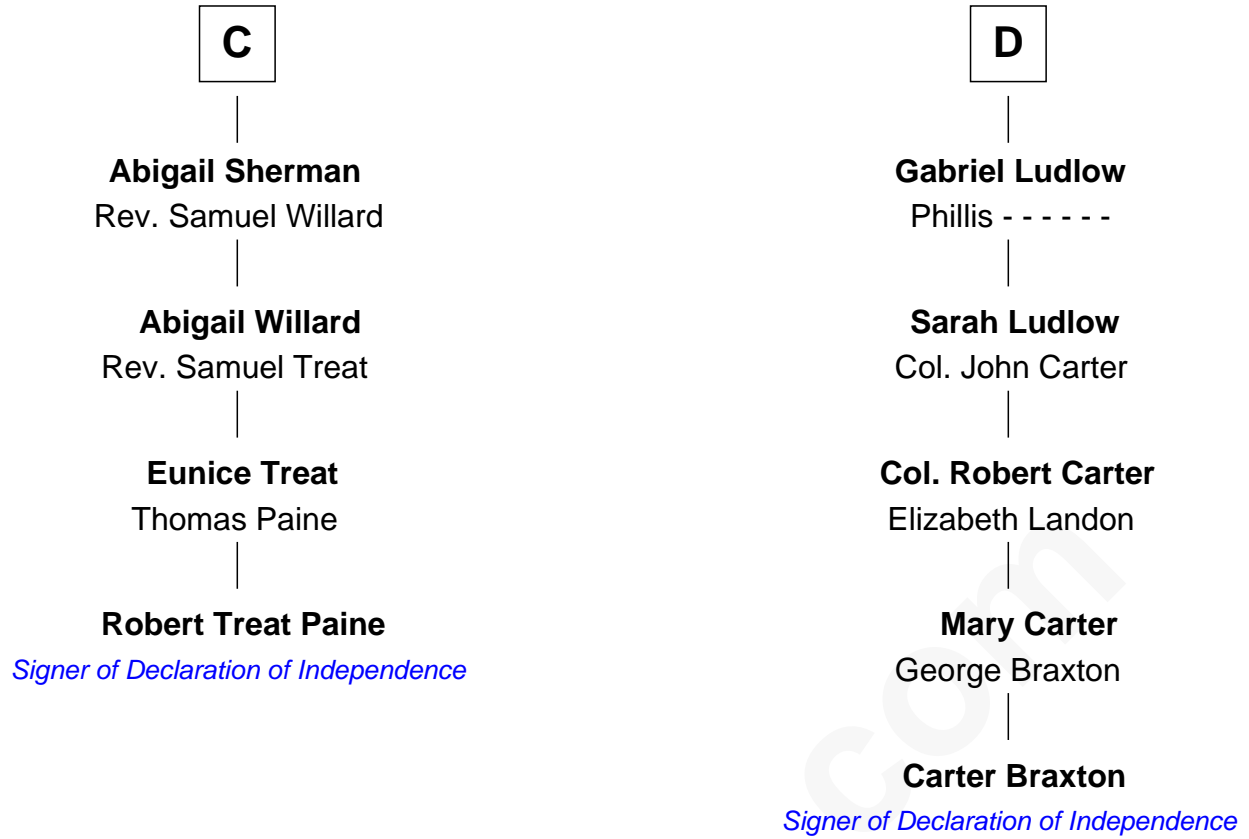 C
Abigail Sherman
Rev. Samuel Willard
Abigail Willard
Rev. Samuel Treat
Eunice Treat
Thomas Paine
Robert Treat Paine
Signer of Declaration of Independence
D
Gabriel Ludlow
Phillis - - - - - -
Sarah Ludlow
Col. John Carter
Col. Robert Carter
Elizabeth Landon
Mary Carter
George Braxton
Carter Braxton
Signer of Declaration of Independence
com